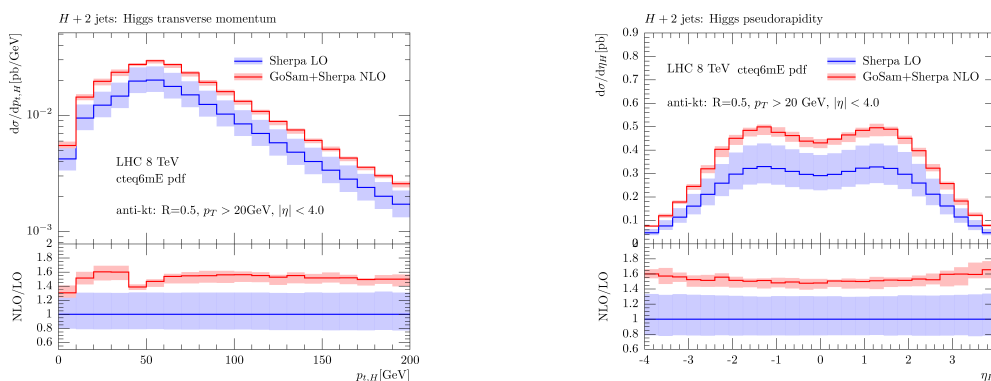 H + 2 jets: Higgs transverse momentum
dσ/dp_{t,H}[pb/GeV]
Sherpa LO
GoSam+Sherpa NLO
10⁻²
LHC 8 TeV
cteq6mE pdf
anti-kt: R=0.5, p_T > 20GeV, |η| < 4.0
10⁻³
NLO/LO
2
1.8
1.6
1.4
1.2
1
0.8
0.6
0 50 100 150 200
p_{t,H}[GeV]
H + 2 jets: Higgs pseudorapidity
dσ/dη_H[pb]
0.9
0.8
0.7
0.6
0.5
0.4
0.3
0.2
0.1
Sherpa LO
GoSam+Sherpa NLO
LHC 8 TeV cteq6mE pdf
anti-kt: R=0.5, p_T > 20 GeV, |η| < 4.0
NLO/LO
1.8
1.6
1.4
1.2
1
0.8
0.6
-4 -3 -2 -1 0 1 2 3